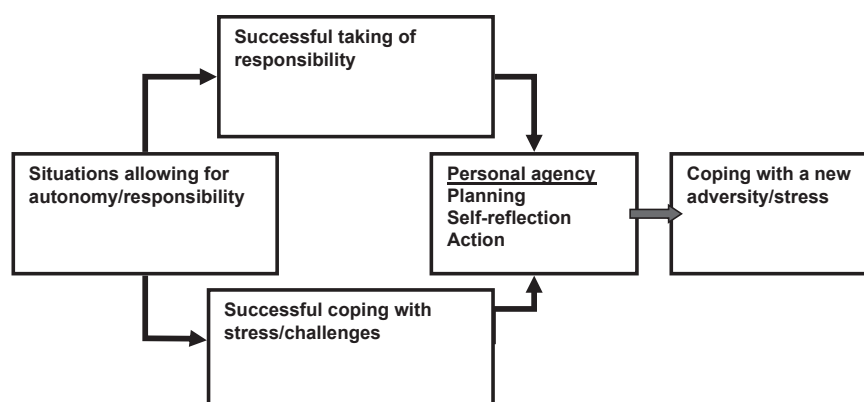 Successful taking of
responsibility
Situations allowing for
autonomy/responsibility
Personal agency
Planning
Self-reflection
Action
Coping with a new
adversity/stress
Successful coping with
stress/challenges